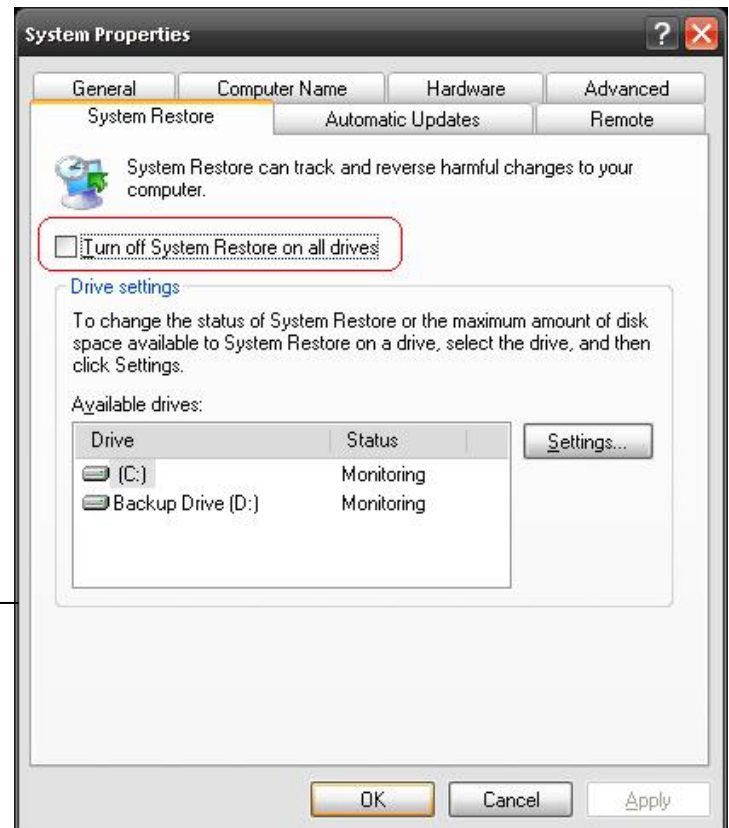 System Properties
?
General Computer Name Hardware Advanced
System Restore Automatic Updates Remote
System Restore can track and reverse harmful changes to your
computer.
Turn off System Restore on all drives
Drive settings
To change the status of System Restore or the maximum amount of disk
space available to System Restore on a drive, select the drive, and then
click Settings.
Available drives:
Drive Status
Settings...
(C:) Monitoring
Backup Drive (D:) Monitoring
OK Cancel Apply